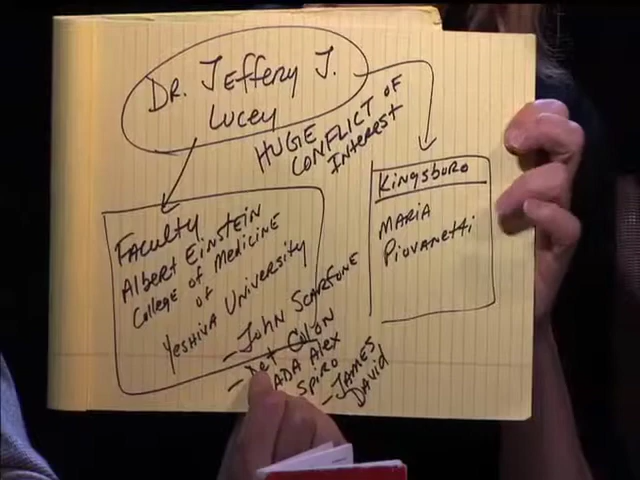 DR. Jeffery J.
Lucey
HUGE
CONFLICT OF
INTEREST
Faculty
Albert Einstein
College of Medicine
of
Yeshiva University
- John Scarfone
- Det Colon
ADA Alex
Spiro
- James
David
Kingsboro
MARIA
Piovanetti